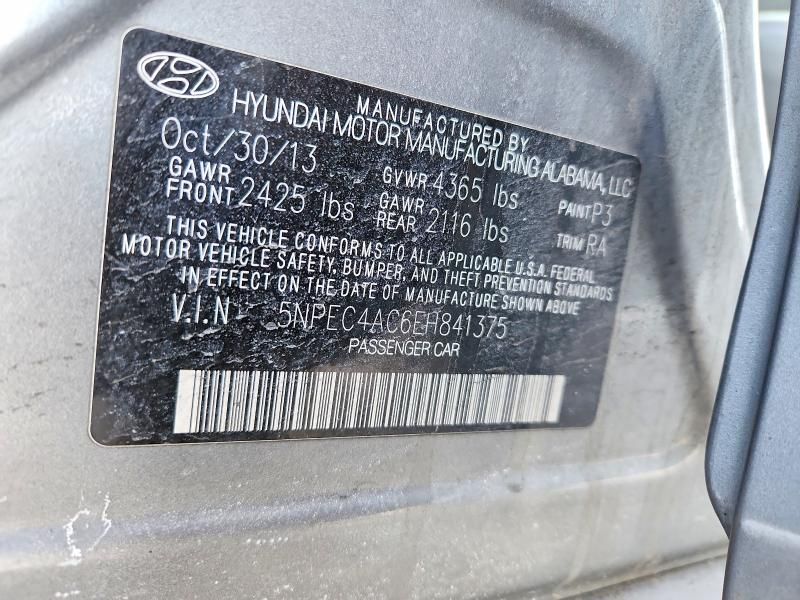 MANUFACTURED BY
HYUNDAI MOTOR MANUFACTURING ALABAMA, LLC
Oct/30/13 GVWR 4365 lbs PAINT P3
GAWR FRONT 2425 lbs GAWR REAR 2116 lbs TRIM RA
THIS VEHICLE CONFORMS TO ALL APPLICABLE U.S.A. FEDERAL
MOTOR VEHICLE SAFETY, BUMPER, AND THEFT PREVENTION STANDARDS
IN EFFECT ON THE DATE OF MANUFACTURE SHOWN ABOVE
V.I.N 5NPEC4AC6EH841375
PASSENGER CAR